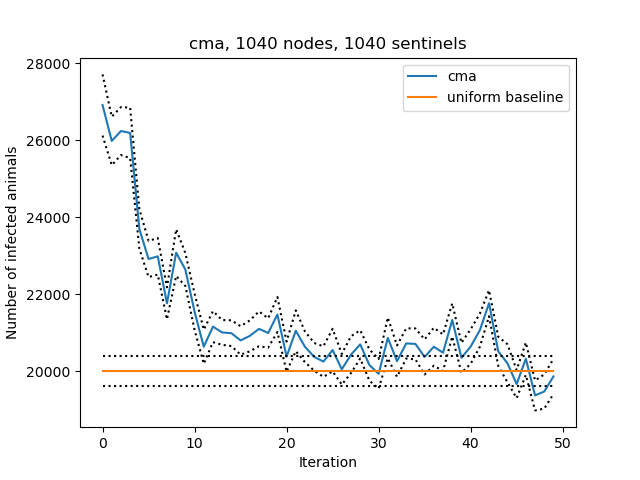 cma, 1040 nodes, 1040 sentinels
28000
26000
24000
22000
20000
Number of infected animals
cma
uniform baseline
0
10
20
30
40
50
Iteration